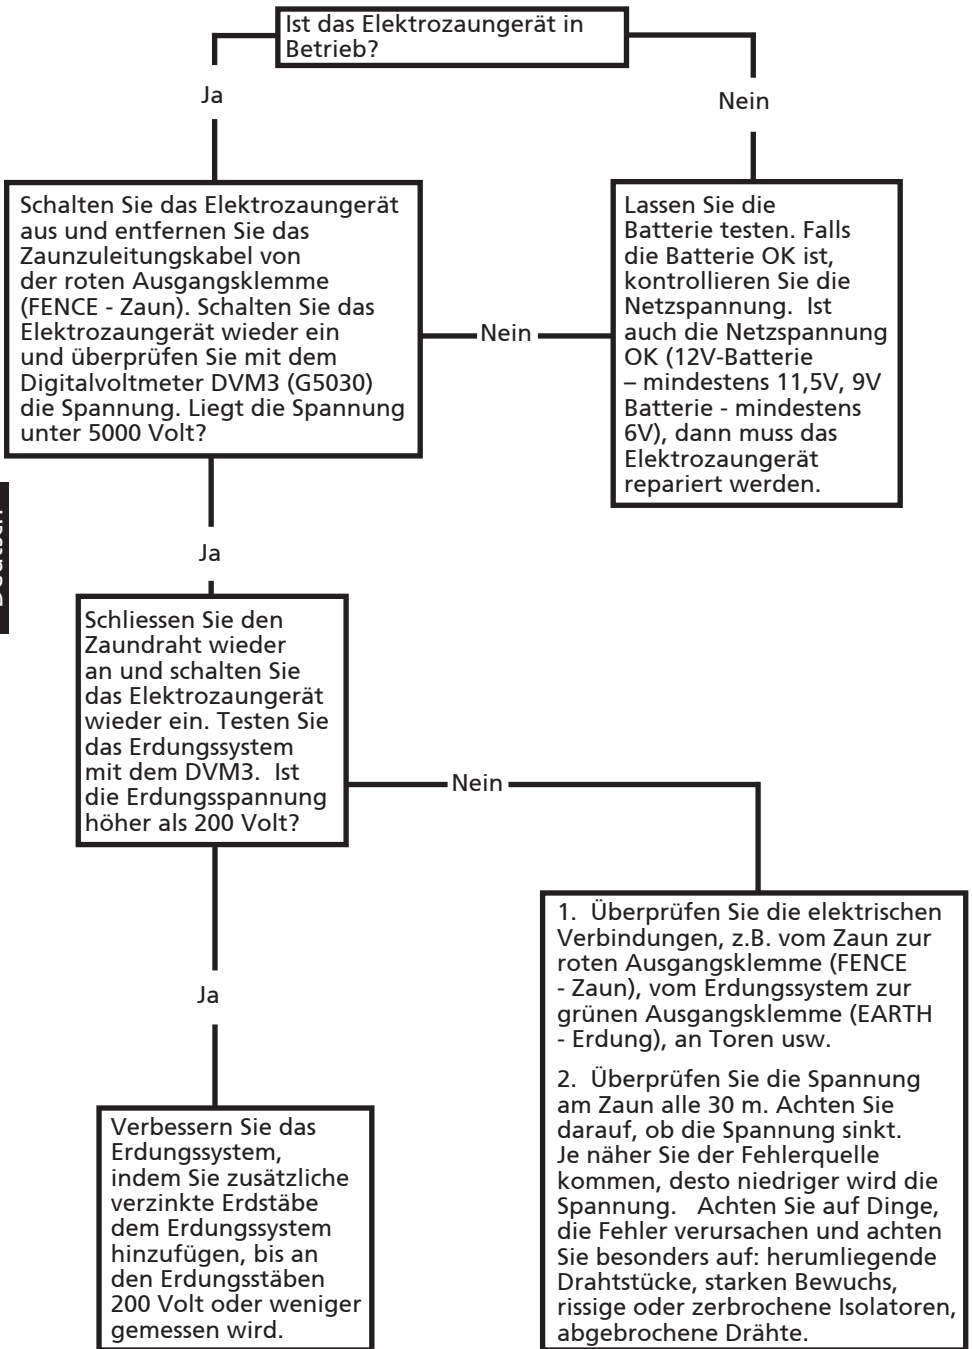 Ist das Elektrozaungerät in
Betrieb?
Ja
Nein
Schalten Sie das Elektrozaungerät
aus und entfernen Sie das
Zaunzuleitungskabel von
der roten Ausgangsklemme
(FENCE - Zaun). Schalten Sie das
Elektrozaungerät wieder ein
und überprüfen Sie mit dem
Digitalvoltmeter DVM3 (G5030)
die Spannung. Liegt die Spannung
unter 5000 Volt?
Nein
Lassen Sie die
Batterie testen. Falls
die Batterie OK ist,
kontrollieren Sie die
Netzspannung. Ist
auch die Netzspannung
OK (12V-Batterie
– mindestens 11,5V, 9V
Batterie - mindestens
6V), dann muss das
Elektrozaungerät
repariert werden.
Ja
Schliessen Sie den
Zaundraht wieder
an und schalten Sie
das Elektrozaungerät
wieder ein. Testen Sie
das Erdungssystem
mit dem DVM3. Ist
die Erdungsspannung
höher als 200 Volt?
Nein
Ja
Verbessern Sie das
Erdungssystem,
indem Sie zusätzliche
verzinkte Erdstäbe
dem Erdungssystem
hinzufügen, bis an
den Erdungsstäben
200 Volt oder weniger
gemessen wird.
1. Überprüfen Sie die elektrischen
Verbindungen, z.B. vom Zaun zur
roten Ausgangsklemme (FENCE
- Zaun), vom Erdungssystem zur
grünen Ausgangsklemme (EARTH
- Erdung), an Toren usw.
2. Überprüfen Sie die Spannung
am Zaun alle 30 m. Achten Sie
darauf, ob die Spannung sinkt.
Je näher Sie der Fehlerquelle
kommen, desto niedriger wird die
Spannung. Achten Sie auf Dinge,
die Fehler verursachen und achten
Sie besonders auf: herumliegende
Drahtstücke, starken Bewuchs,
rissige oder zerbrochene Isolatoren,
abgebrochene Drähte.